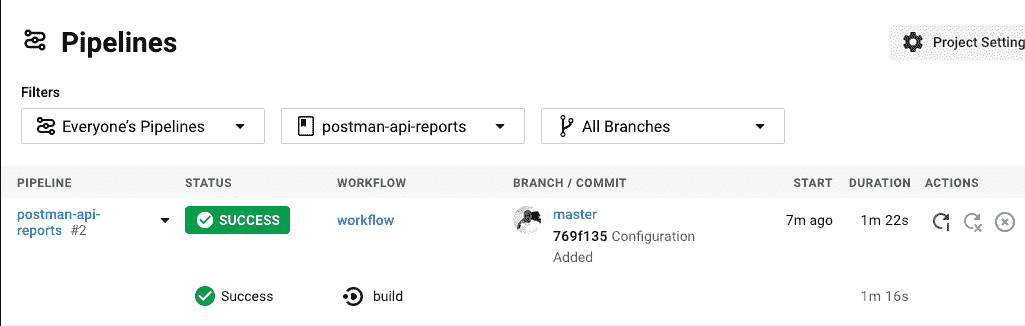 Pipelines
Project Setting
Filters
Everyone's Pipelines
postman-api-reports
All Branches
PIPELINE STATUS WORKFLOW BRANCH / COMMIT START DURATION ACTIONS
postman-api-
reports #2
SUCCESS
workflow
master
769f135 Configuration
Added
7m ago
1m 22s
Success
build
1m 16s